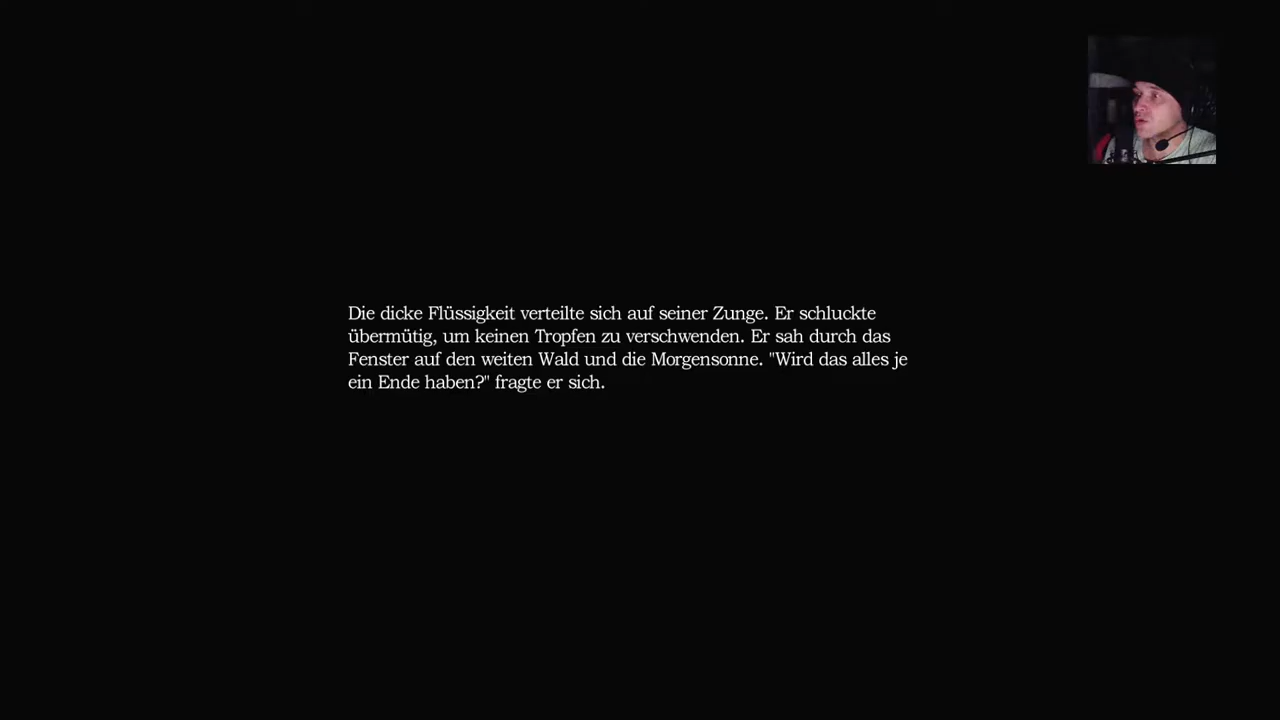 Die dicke Flüssigkeit verteilte sich auf seiner Zunge. Er schluckte
übermütig, um keinen Tropfen zu verschwenden. Er sah durch das
Fenster auf den weiten Wald und die Morgensonne. "Wird das alles je
ein Ende haben?" fragte er sich.